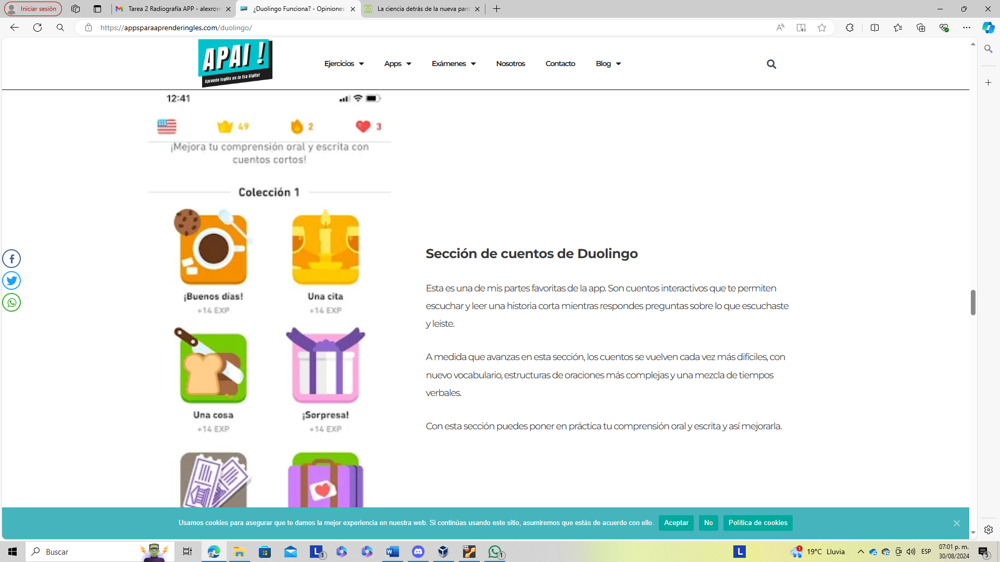 Iniciar sesión
Tarea 2 Radiografía APP - alexrom
¿Duolingo Funciona? - Opiniones
La ciencia detrás de la nueva pant
https://appsparaaprenderingles.com/duolingo/
APAI !
Aprende Inglés en la Era Digital
Ejercicios
Apps
Exámenes
Nosotros
Contacto
Blog
12:41
49
2
3
¡Mejora tu comprensión oral y escrita con
cuentos cortos!
Colección 1
¡Buenos días!
+14 EXP
Una cita
+14 EXP
Una cosa
+14 EXP
¡Sorpresa!
+14 EXP
Sección de cuentos de Duolingo
Esta es una de mis partes favoritas de la app. Son cuentos interactivos que te permiten
escuchar y leer una historia corta mientras respondes preguntas sobre lo que escuchaste
y leiste.
A medida que avanzas en esta sección, los cuentos se vuelven cada vez más difíciles, con
nuevo vocabulario, estructuras de oraciones más complejas y una mezcla de tiempos
verbales.
Con esta sección puedes poner en práctica tu comprensión oral y escrita y así mejorarla.
Usamos cookies para asegurar que te damos la mejor experiencia en nuestra web. Si continúas usando este sitio, asumiremos que estás de acuerdo con ello.
Aceptar
No
Política de cookies
Buscar
L
1
1
L
1
19°C Lluvia
ESP
07:01 p. m.
30/08/2024
5